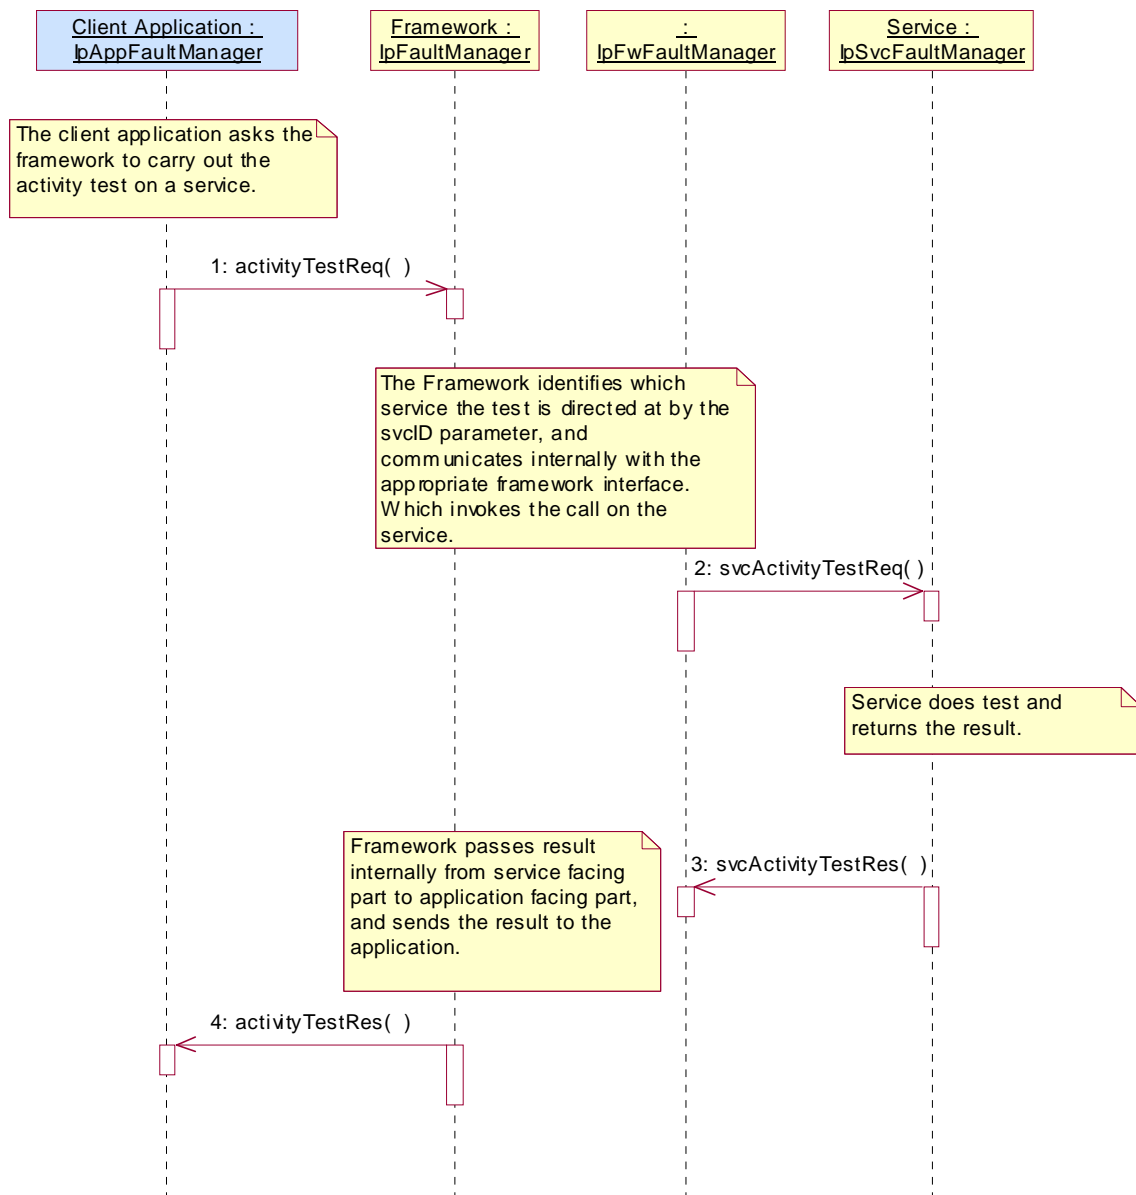 Client Application :
IpAppFaultManager
Framework :
IpFaultManager
:
IpFwFaultManager
Service :
IpSvcFaultManager
The client application asks the
framework to carry out the
activity test on a service.
1: activityTestReq( )
The Framework identifies which
service the test is directed at by the
svcID parameter, and
communicates internally with the
appropriate framework interface.
Which invokes the call on the
service.
2: svcActivityTestReq( )
Service does test and
returns the result.
Framework passes result
internally from service facing
part to application facing part,
and sends the result to the
application.
3: svcActivityTestRes( )
4: activityTestRes( )